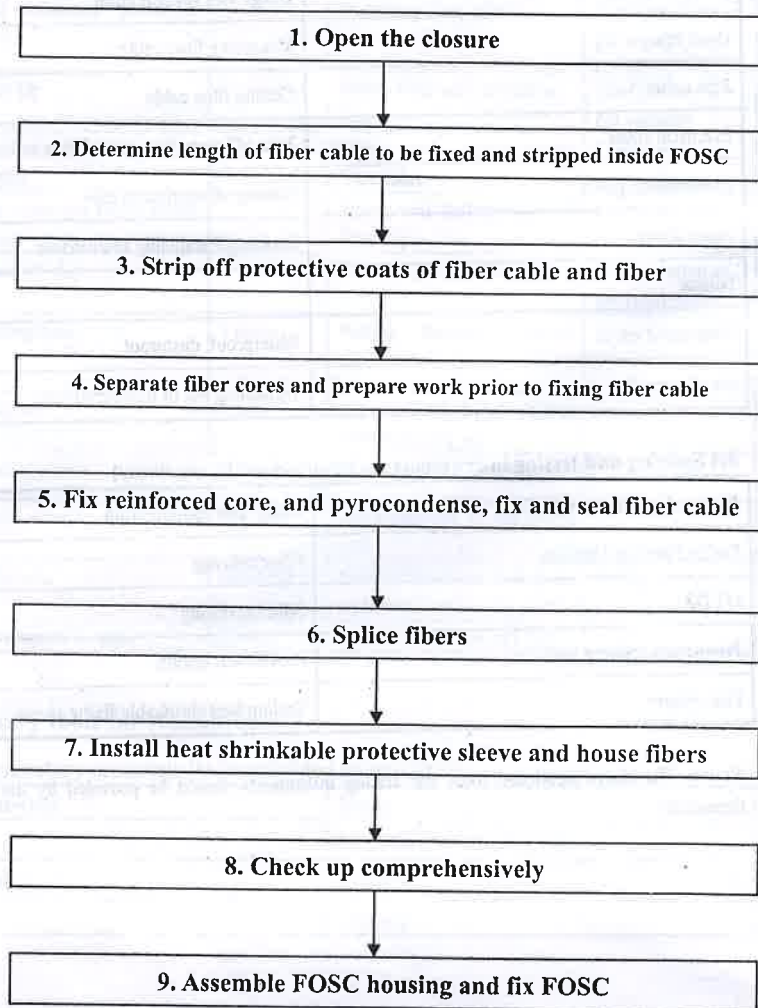 1. Open the closure
2. Determine length of fiber cable to be fixed and stripped inside FOSC
3. Strip off protective coats of fiber cable and fiber
4. Separate fiber cores and prepare work prior to fixing fiber cable
5. Fix reinforced core, and pyrocondense, fix and seal fiber cable
6. Splice fibers
7. Install heat shrinkable protective sleeve and house fibers
8. Check up comprehensively
9. Assemble FOSC housing and fix FOSC